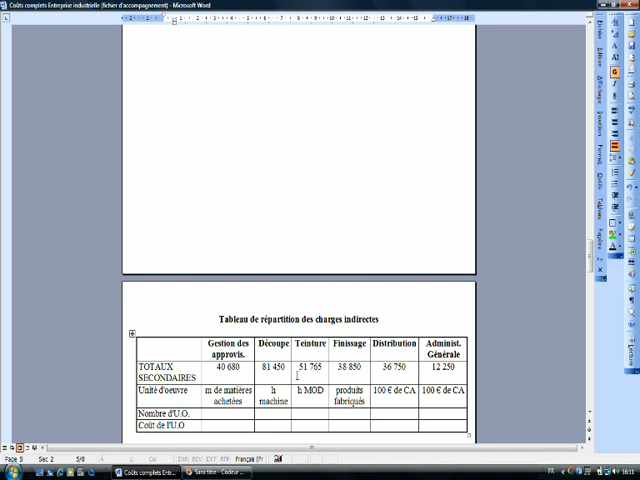 Coûts complets Entreprise industrielle (fichier d'accompagnement) - Microsoft Word
Tableau de répartition des charges indirectes
Gestion des approvis. Découpe Teinture Finissage Distribution Administ. Générale
TOTAUX SECONDAIRES 40 680 81 450 51 765 38 850 36 750 12 250
Unité d'oeuvre m de matières achetées h machine h MOD produits fabriqués 100 € de CA 100 € de CA
Nombre d'U.O.
Coût de l'U.O
Page 5 Sec 2 5/8
Français (Fr
Coûts complets Entr...
Sans titre - Codeur ...
FR
16:11